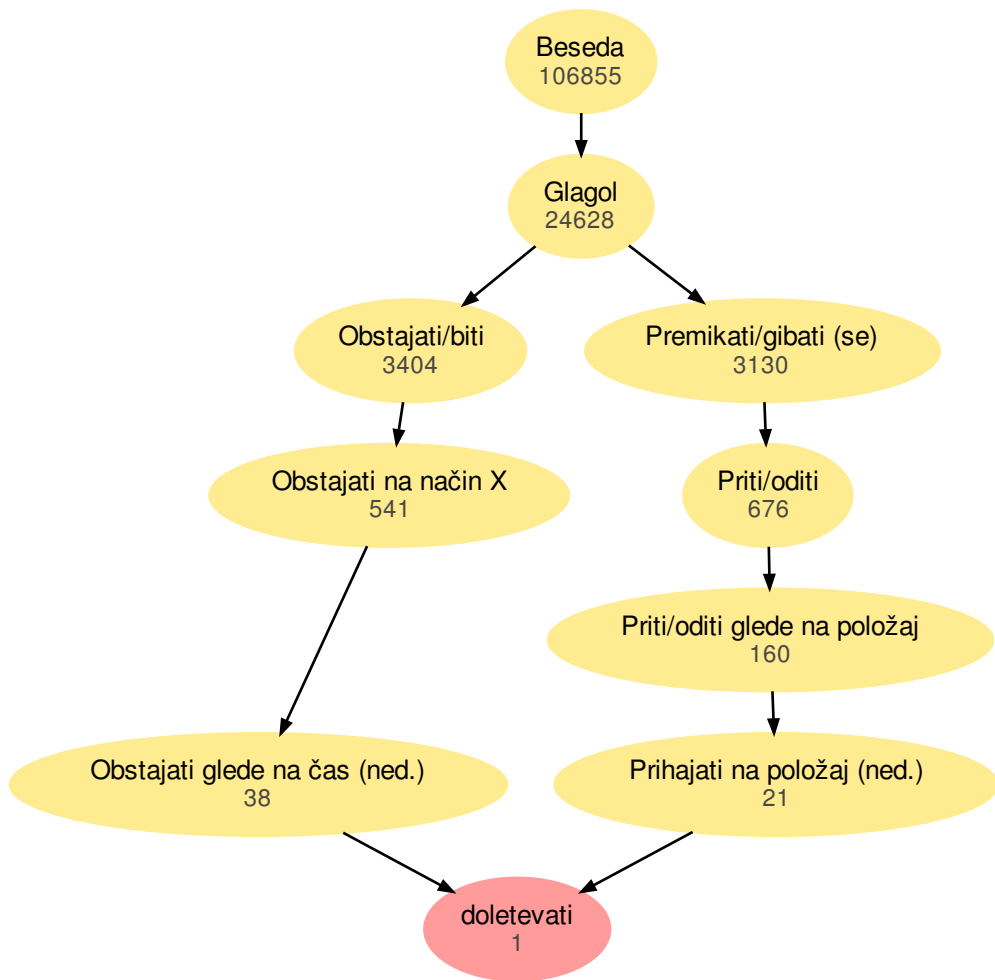 Beseda
106855
Glagol
24628
Obstajati/biti
3404
Premikati/gibati (se)
3130
Obstajati na način X
541
Priti/oditi
676
Priti/oditi glede na položaj
160
Obstajati glede na čas (ned.)
38
Prihajati na položaj (ned.)
21
doletevati
1